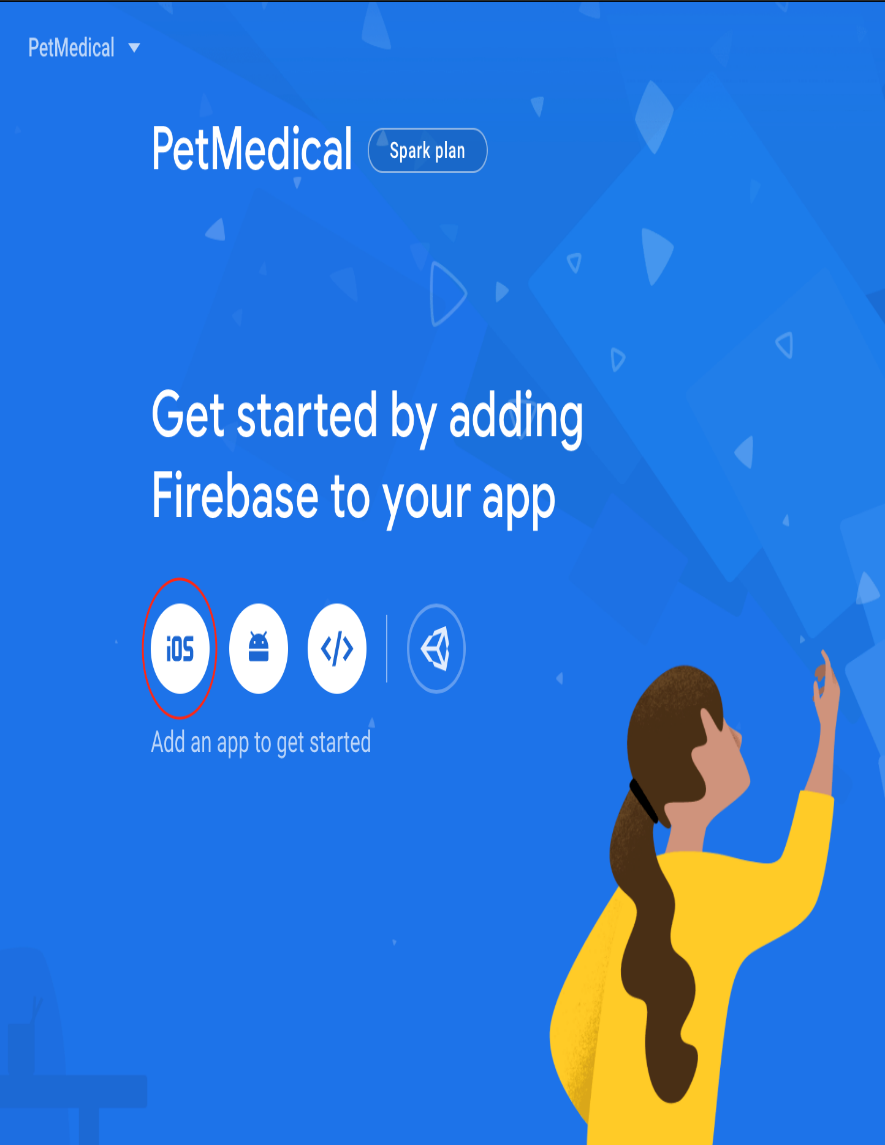 PetMedical
PetMedical Spark plan
Get started by adding
Firebase to your app
iOS </>
Add an app to get started